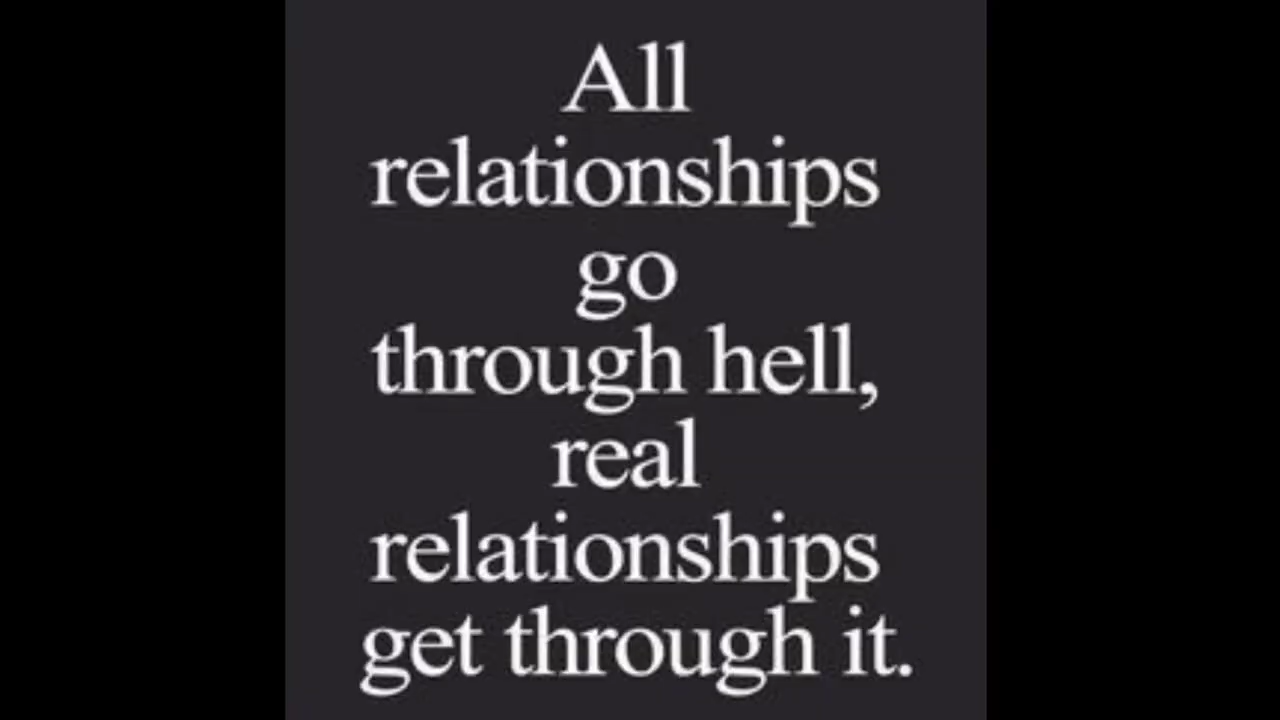 All
relationships
go
through hell,
real
relationships
get through it.